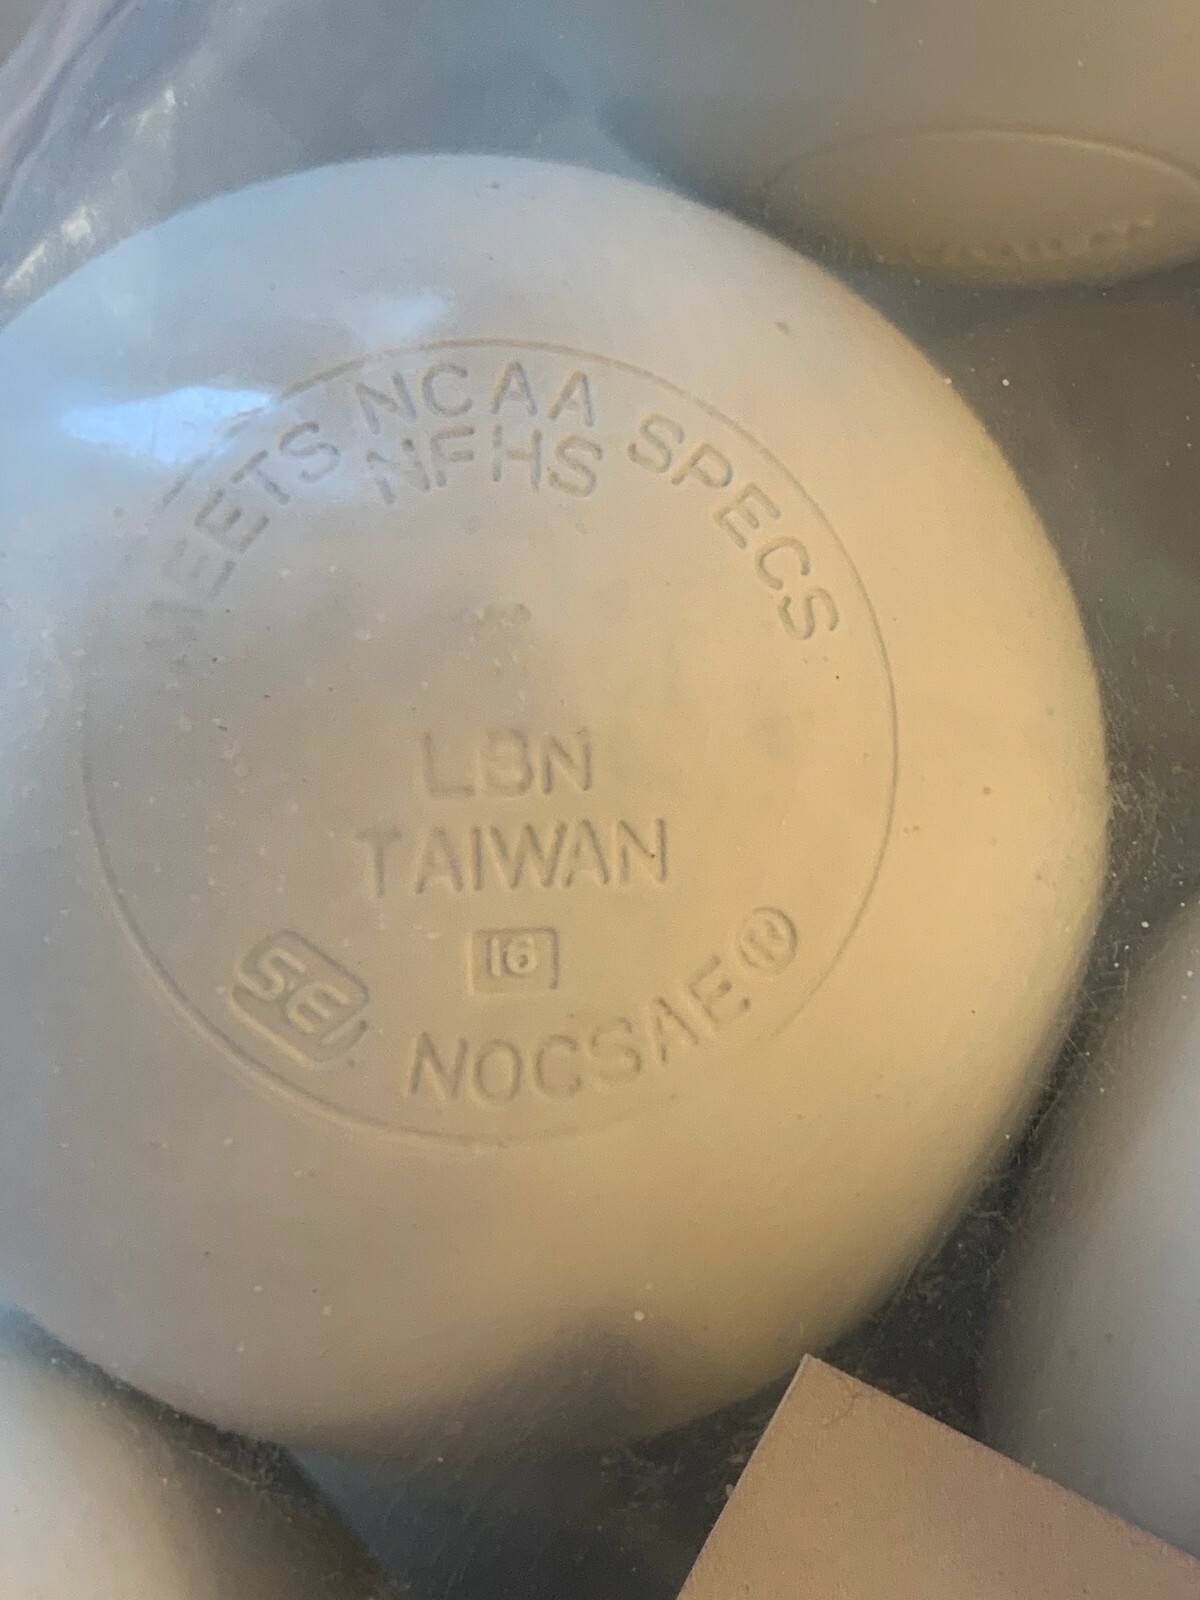 MEETS NCAA SPECS
NFHS
LBN
TAIWAN
16
SEI
NOCSAE®